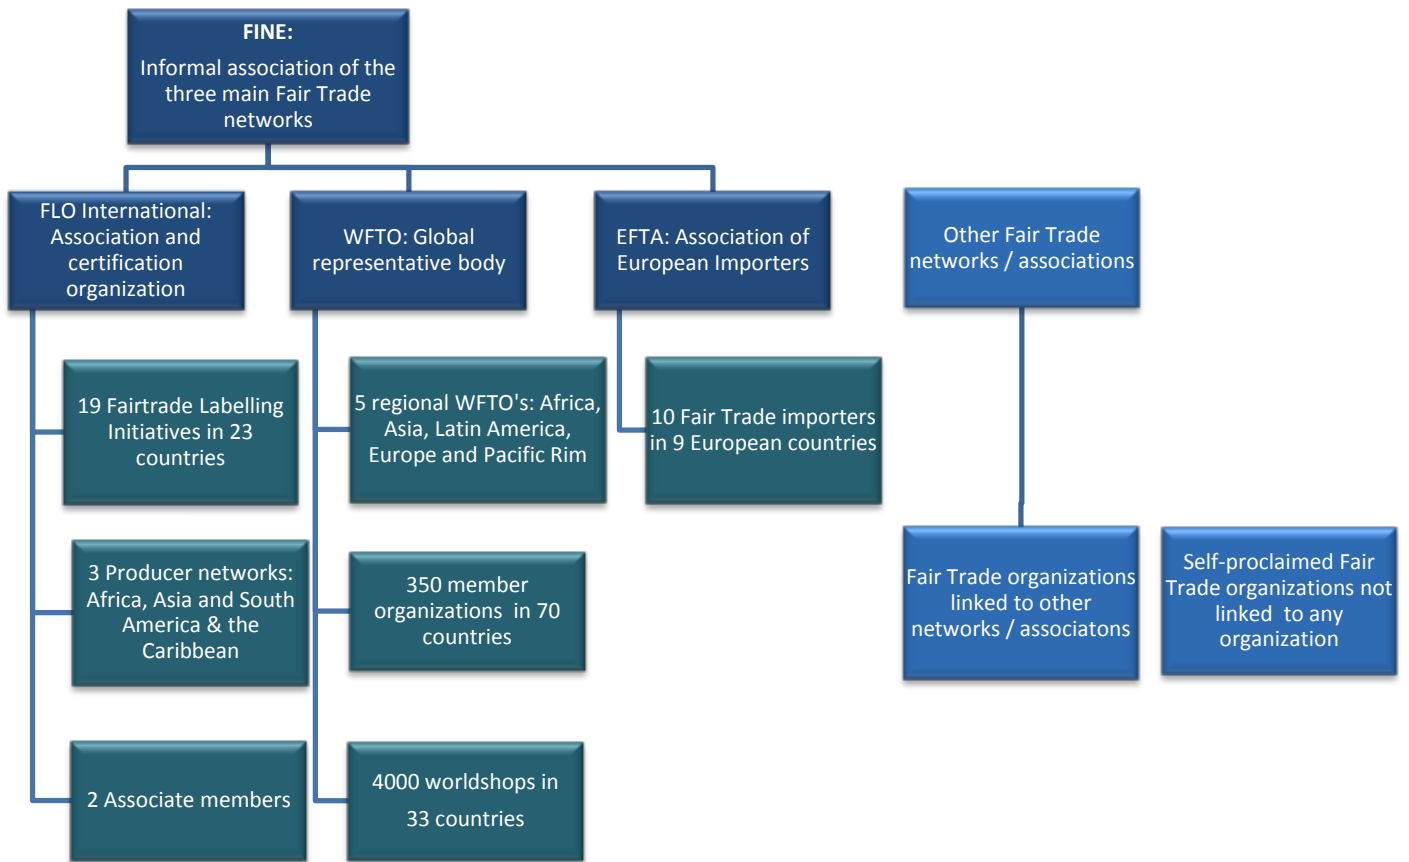 FINE:
Informal association of the
three main Fair Trade
networks
FLO International:
Association and
certification
organization
WFTO: Global
representative body
EFTA: Association of
European Importers
Other Fair Trade
networks / associations
19 Fairtrade Labelling
Initiatives in 23
countries
5 regional WFTO's: Africa,
Asia, Latin America,
Europe and Pacific Rim
10 Fair Trade importers
in 9 European countries
3 Producer networks:
Africa, Asia and South
America & the
Caribbean
350 member
organizations in 70
countries
Fair Trade organizations
linked to other
networks / associatons
Self-proclaimed Fair
Trade organizations not
linked to any
organization
2 Associate members
4000 worldshops in
33 countries